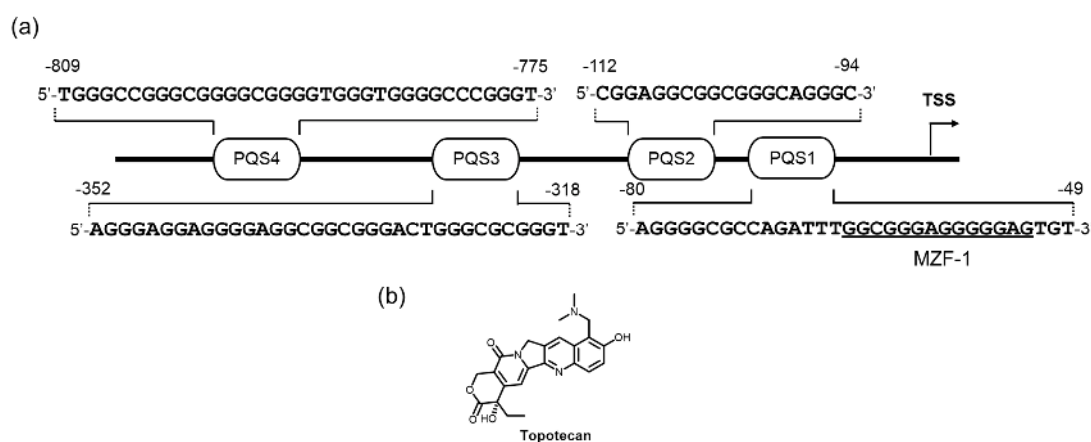 (a)
-809 -775 -112 -94
5'-TGGGCCGGGCGGGGCGGGGTGGGTGGGGCCCGGGT-3' 5'-CGGAGGCGGCGGGCAGGGC-3'
TSS
PQS4 PQS3 PQS2 PQS1
-352 -318 -80 -49
5'-AGGGAGGAGGGGAGGCGGCGGGACTGGGCGCGGGT-3' 5'-AGGGGCGCCAGATTTGGCGGGAGGGGGAGTGT-3
MZF-1
(b)
N
OH
O
N
O
N
O
HO
O
Topotecan